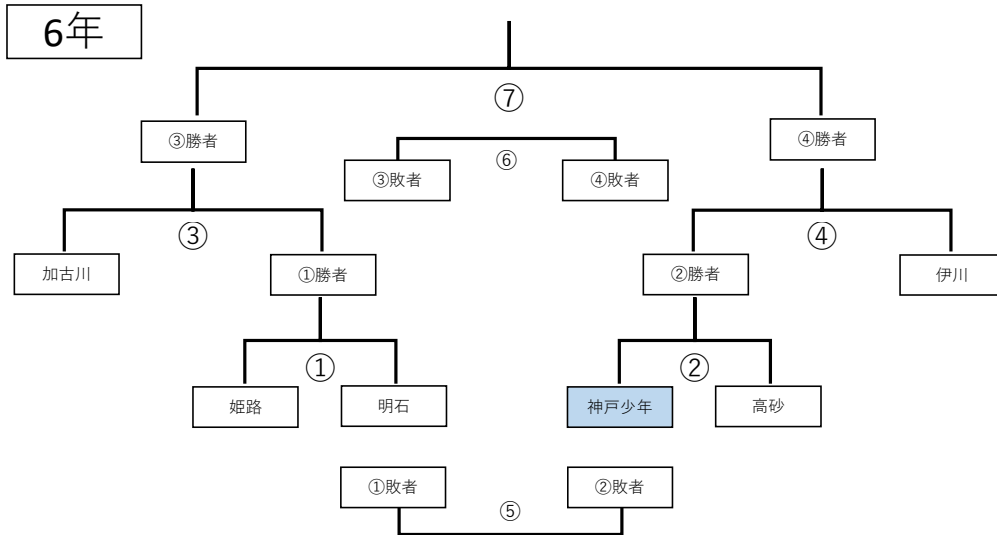 6年
⑦
③勝者
④勝者
⑥
③敗者
④敗者
③
④
加古川
①勝者
②勝者
伊川
①
②
姫路
明石
神戸少年
高砂
①敗者
②敗者
⑤